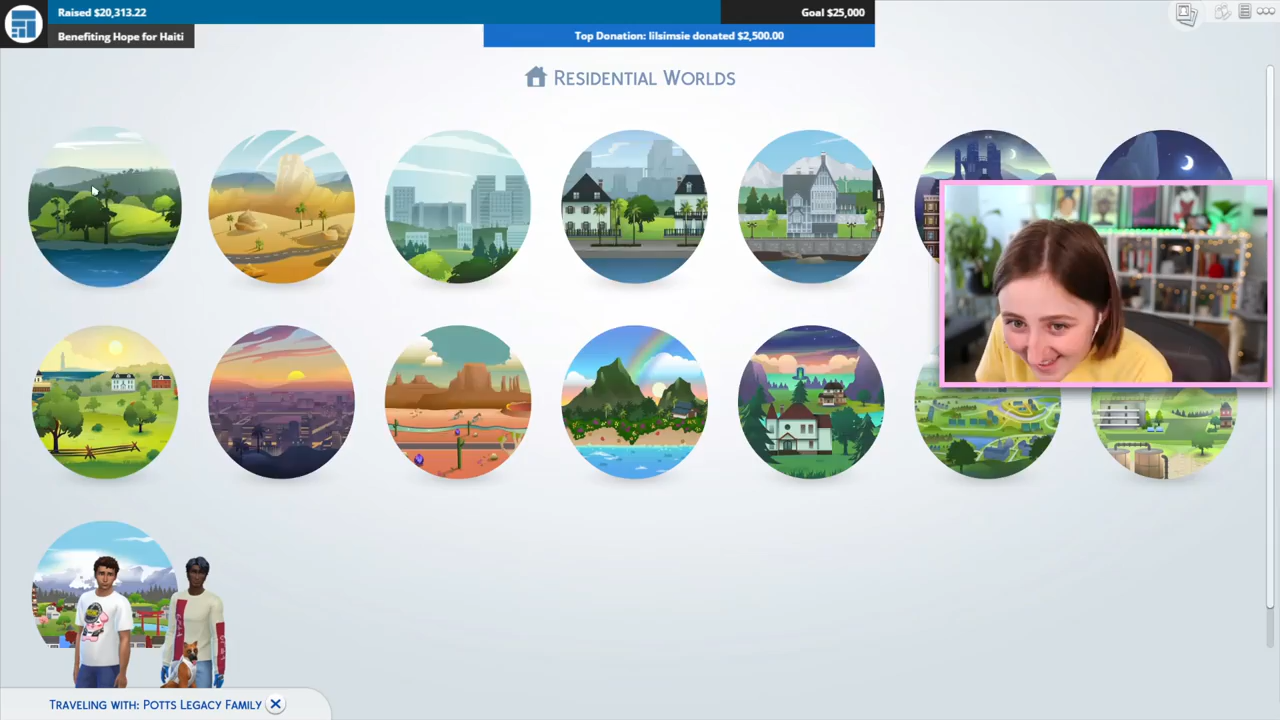 Raised $20,313.22
Goal $25,000
Benefiting Hope for Haiti
Top Donation: lilsimsie donated $2,500.00
RESIDENTIAL WORLDS
TRAVELING WITH: POTTS LEGACY FAMILY